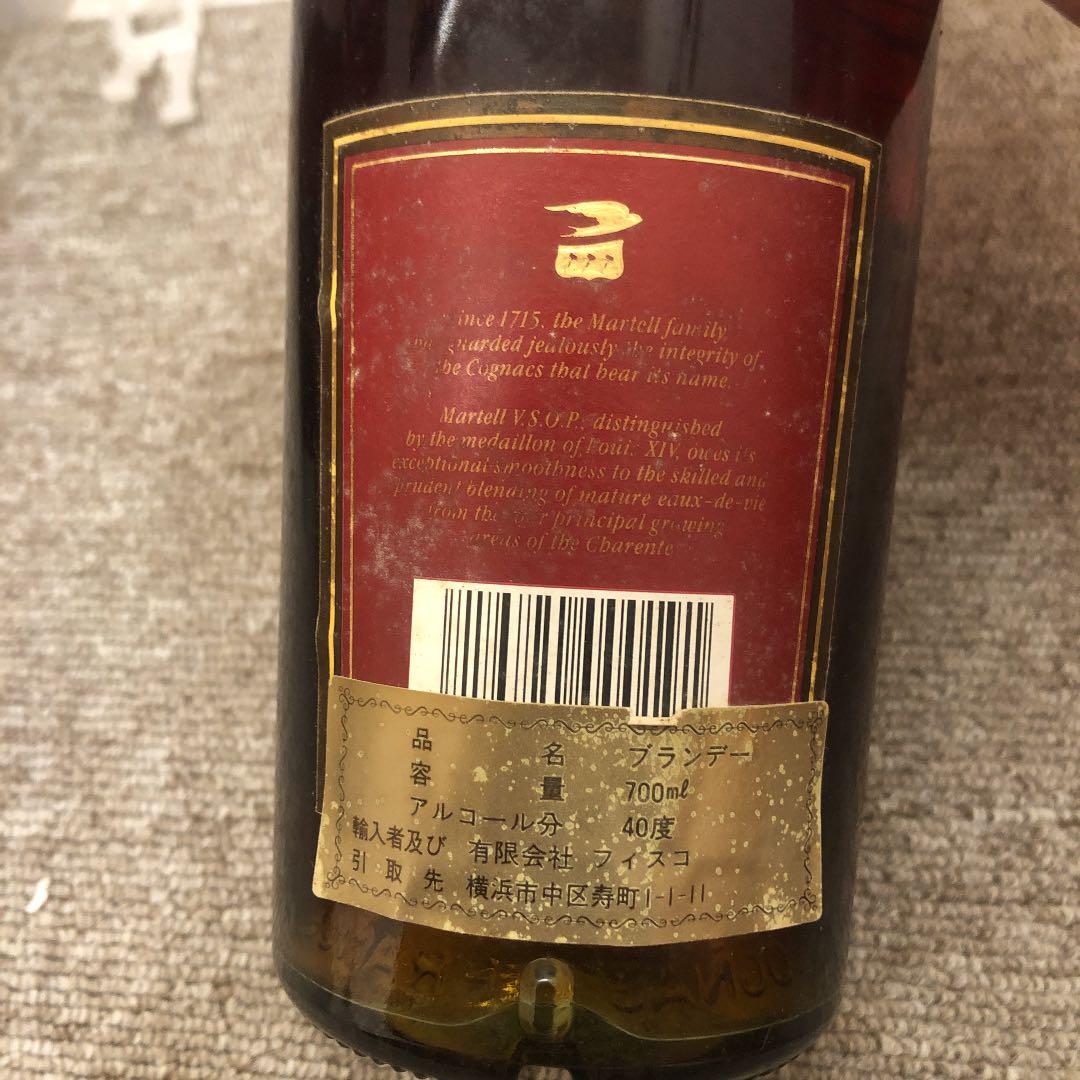 ince 1715, the Martell family
guarded jealously the integrity of
the Cognacs that bear its name.
Martell V.S.O.P. distinguished
by the medaillon of Louis XIV, owes its
exceptional smoothness to the skilled and
prudent blending of mature eaux-de-vie
from the principal growing
areas of the Charente
品名 ブランデー
容量 700ml
アルコール分 40度
輸入者及び 有限会社 フィスコ
引取先 横浜市中区寿町1-1-11